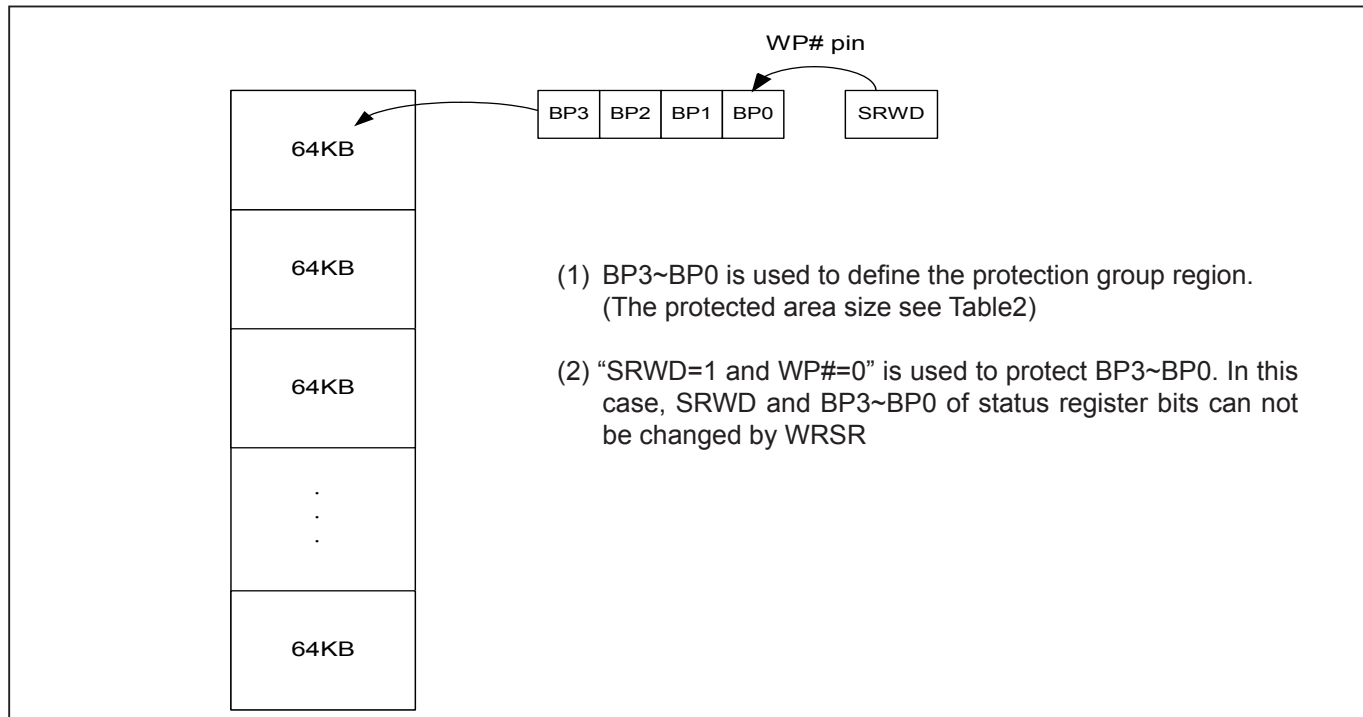 WP# pin
BP3 BP2 BP1 BP0 SRWD
64KB
64KB
64KB
.
.
.
64KB
(1) BP3~BP0 is used to define the protection group region.
(The protected area size see Table2)
(2) “SRWD=1 and WP#=0” is used to protect BP3~BP0. In this
case, SRWD and BP3~BP0 of status register bits can not
be changed by WRSR